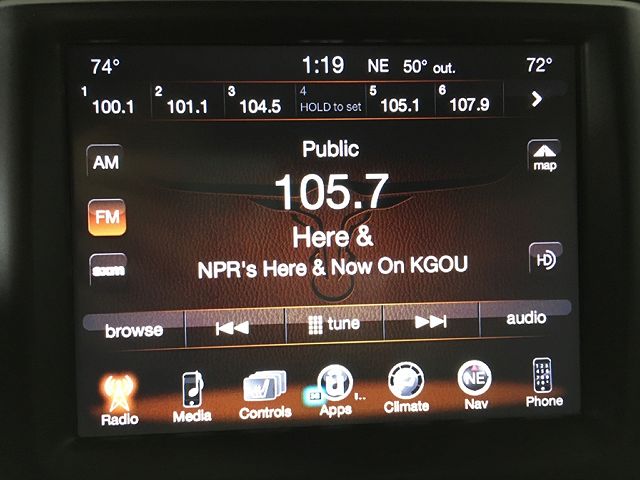 74° 1:19 NE 50° out. 72°
1 100.1 2 101.1 3 104.5 4 HOLD to set 5 105.1 6 107.9
Public
AM
map
105.7
FM
Here &
NPR's Here & Now On KGOU
sxm
HD
browse tune audio
NE
Radio Media Controls Apps Climate Nav Phone